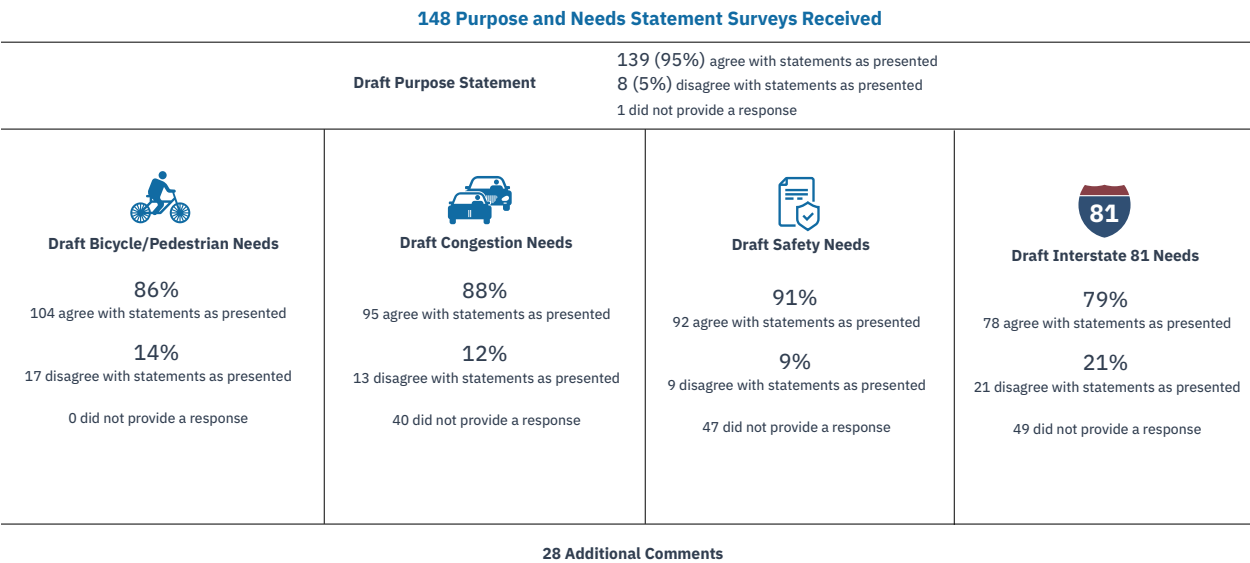 148 Purpose and Needs Statement Surveys Received
Draft Purpose Statement
139 (95%) agree with statements as presented
8 (5%) disagree with statements as presented
1 did not provide a response
Draft Bicycle/Pedestrian Needs
86%
104 agree with statements as presented
14%
17 disagree with statements as presented
0 did not provide a response
Draft Congestion Needs
88%
95 agree with statements as presented
12%
13 disagree with statements as presented
40 did not provide a response
Draft Safety Needs
91%
92 agree with statements as presented
9%
9 disagree with statements as presented
47 did not provide a response
81
Draft Interstate 81 Needs
79%
78 agree with statements as presented
21%
21 disagree with statements as presented
49 did not provide a response
28 Additional Comments